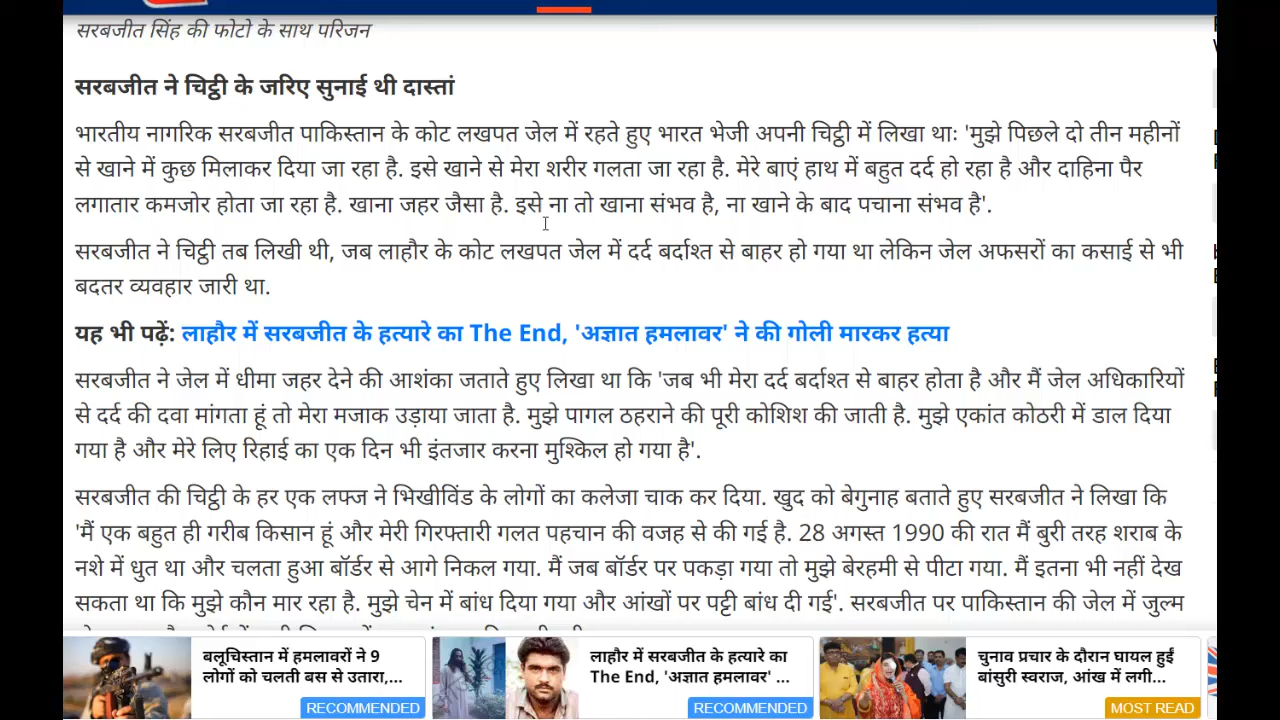 सरबजीत सिंह की फोटो के साथ परिजन
सरबजीत ने चिट्ठी के जरिए सुनाई थी दास्तां
भारतीय नागरिक सरबजीत पाकिस्तान के कोट लखपत जेल में रहते हुए भारत भेजी अपनी चिट्ठी में लिखा थाः 'मुझे पिछले दो तीन महीनों
से खाने में कुछ मिलाकर दिया जा रहा है. इसे खाने से मेरा शरीर गलता जा रहा है. मेरे बाएं हाथ में बहुत दर्द हो रहा है और दाहिना पैर
लगातार कमजोर होता जा रहा है. खाना जहर जैसा है. इसे ना तो खाना संभव है, ना खाने के बाद पचाना संभव है'.
सरबजीत ने चिट्ठी तब लिखी थी, जब लाहौर के कोट लखपत जेल में दर्द बर्दाश्त से बाहर हो गया था लेकिन जेल अफसरों का कसाई से भी
बदतर व्यवहार जारी था.
यह भी पढ़ें: लाहौर में सरबजीत के हत्यारे का The End, 'अज्ञात हमलावर' ने की गोली मारकर हत्या
सरबजीत ने जेल में धीमा जहर देने की आशंका जताते हुए लिखा था कि 'जब भी मेरा दर्द बर्दाश्त से बाहर होता है और मैं जेल अधिकारियों
से दर्द की दवा मांगता हूं तो मेरा मजाक उड़ाया जाता है. मुझे पागल ठहराने की पूरी कोशिश की जाती है. मुझे एकांत कोठरी में डाल दिया
गया है और मेरे लिए रिहाई का एक दिन भी इंतजार करना मुश्किल हो गया है'.
सरबजीत की चिट्ठी के हर एक लफ्ज ने भिखीविंड के लोगों का कलेजा चाक कर दिया. खुद को बेगुनाह बताते हुए सरबजीत ने लिखा कि
'मैं एक बहुत ही गरीब किसान हूं और मेरी गिरफ्तारी गलत पहचान की वजह से की गई है. 28 अगस्त 1990 की रात मैं बुरी तरह शराब के
नशे में धुत था और चलता हुआ बॉर्डर से आगे निकल गया. मैं जब बॉर्डर पर पकड़ा गया तो मुझे बेरहमी से पीटा गया. मैं इतना भी नहीं देख
सकता था कि मुझे कौन मार रहा है. मुझे चेन में बांध दिया गया और आंखों पर पट्टी बांध दी गई'. सरबजीत पर पाकिस्तान की जेल में जुल्म
बलूचिस्तान में हमलावरों ने 9
लोगों को चलती बस से उतारा,...
RECOMMENDED
लाहौर में सरबजीत के हत्यारे का
The End, 'अज्ञात हमलावर' ...
RECOMMENDED
चुनाव प्रचार के दौरान घायल हुईं
बांसुरी स्वराज, आंख में लगी...
MOST READ